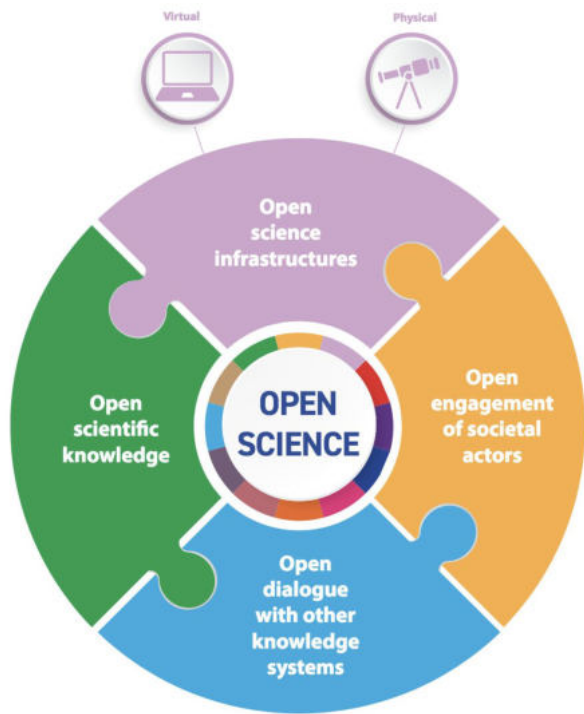 Virtual
Physical
Open
science
infrastructures
Open
scientific
knowledge
OPEN
SCIENCE
Open
engagement
of societal
actors
Open
dialogue
with other
knowledge
systems